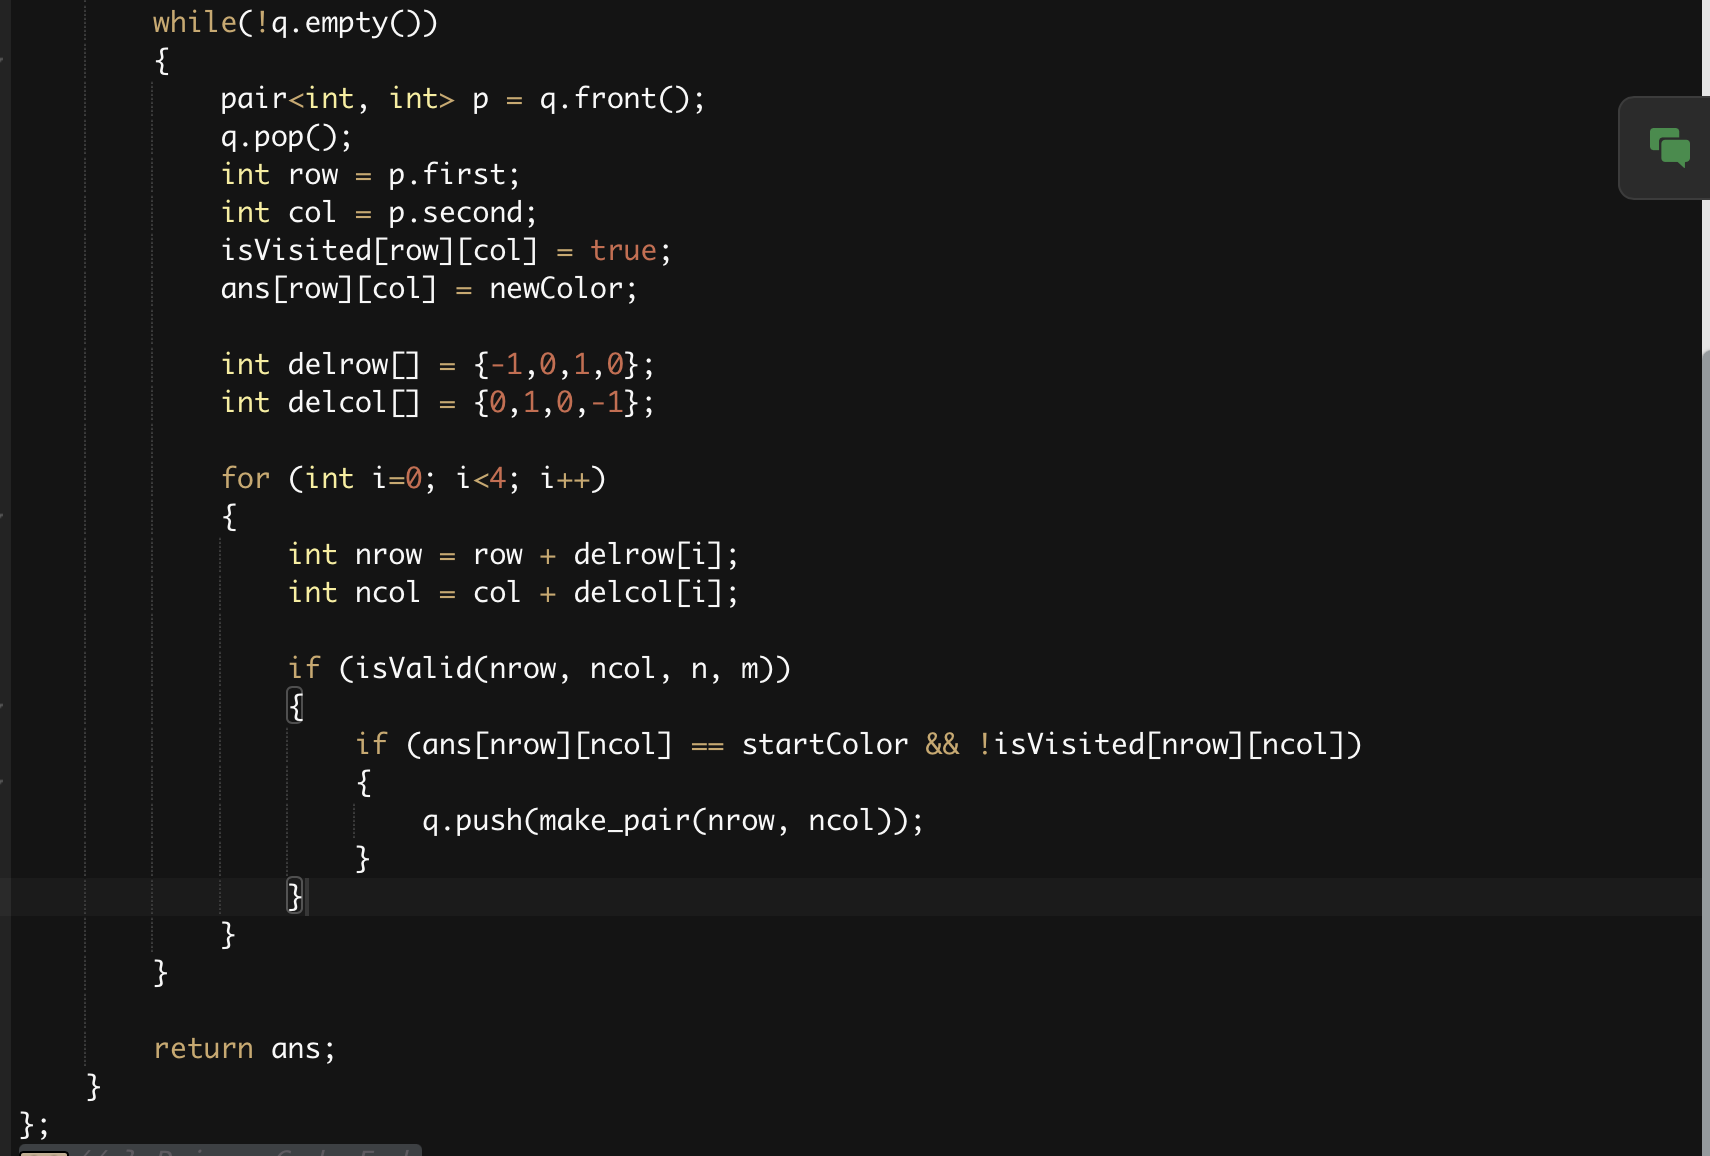 while(!q.empty())
{
pair<int, int> p = q.front();
q.pop();
int row = p.first;
int col = p.second;
isVisited[row][col] = true;
ans[row][col] = newColor;
int delrow[] = {-1,0,1,0};
int delcol[] = {0,1,0,-1};
for (int i=0; i<4; i++)
{
int nrow = row + delrow[i];
int ncol = col + delcol[i];
if (isValid(nrow, ncol, n, m))
{
if (ans[nrow][ncol] == startColor && !isVisited[nrow][ncol])
{
q.push(make_pair(nrow, ncol));
}
}
}
}
return ans;
}
};